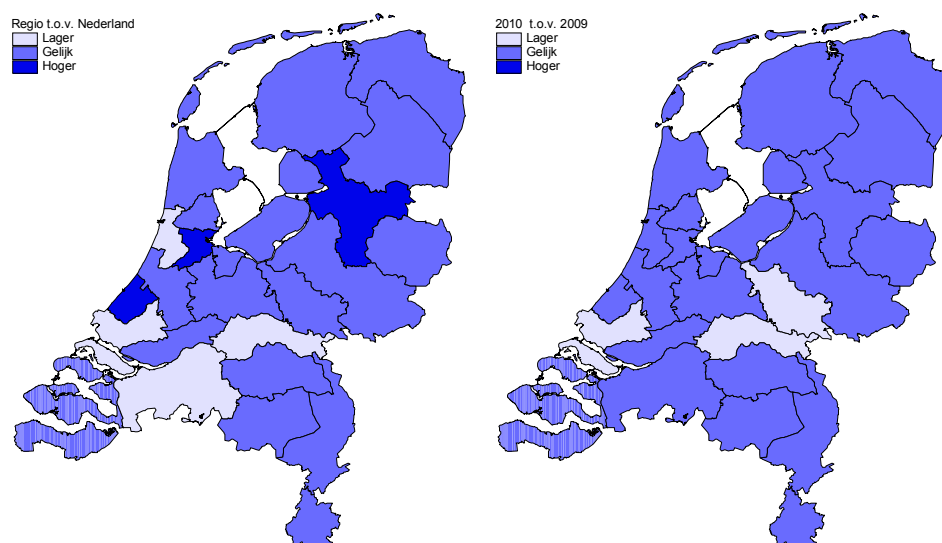 Regio t.o.v. Nederland
Lager
Gelijk
Hoger
2010 t.o.v. 2009
Lager
Gelijk
Hoger